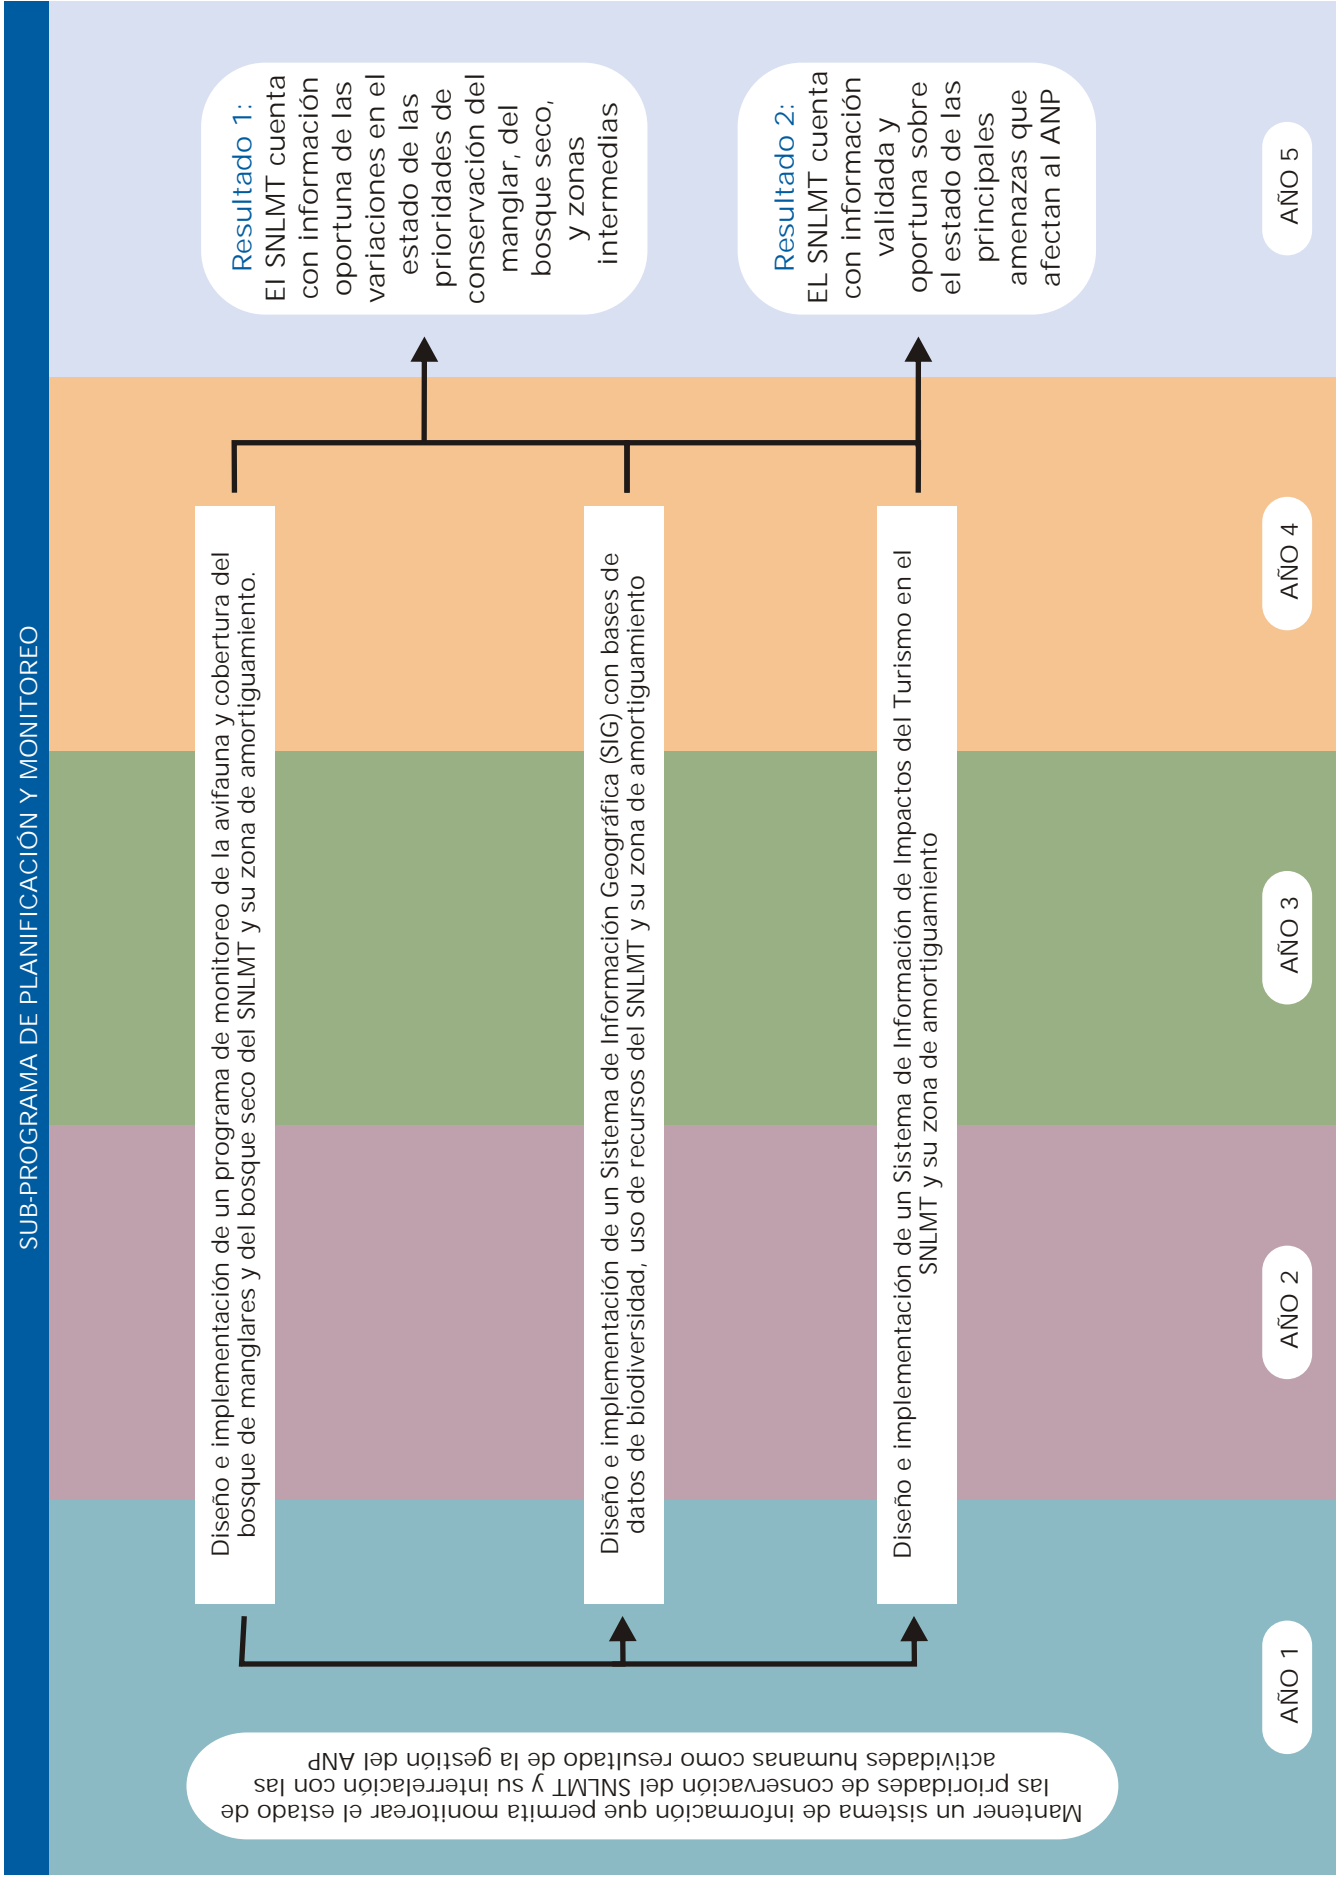 SUB-PROGRAMA DE PLANIFICACIÓN Y MONITOREO
Mantener un sistema de información que permita monitorear el estado de
las prioridades de conservación del SNLMT y su interrelación con las
actividades humanas como resultado de la gestión del ANP
Diseño e implementación de un programa de monitoreo de la avifauna y cobertura del
bosque de manglares y del bosque seco del SNLMT y su zona de amortiguamiento.
Diseño e implementación de un Sistema de Información Geográfica (SIG) con bases de
datos de biodiversidad, uso de recursos del SNLMT y su zona de amortiguamiento
Diseño e implementación de un Sistema de Información de Impactos del Turismo en el
SNLMT y su zona de amortiguamiento
Resultado 1:
El SNLMT cuenta
con información
oportuna de las
variaciones en el
estado de las
prioridades de
conservación del
manglar, del
bosque seco,
y zonas
intermedias
Resultado 2:
EL SNLMT cuenta
con información
validada y
oportuna sobre
el estado de las
principales
amenazas que
afectan al ANP
AÑO 1
AÑO 2
AÑO 3
AÑO 4
AÑO 5